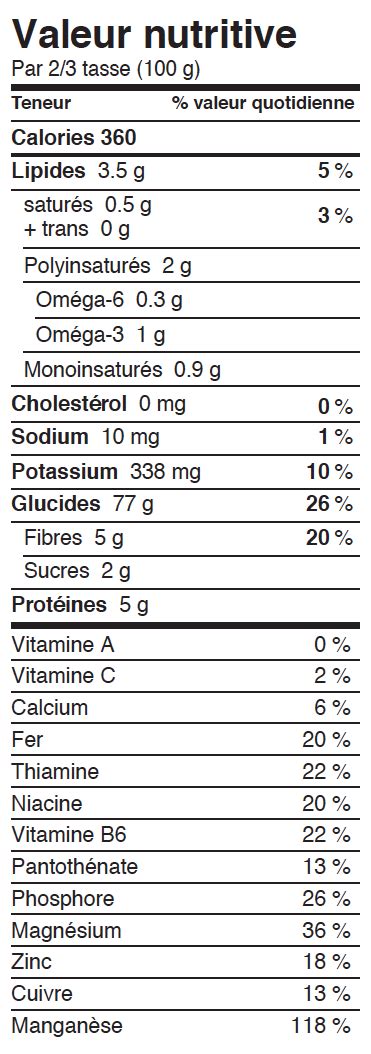 Valeur nutritive
Par 2/3 tasse (100 g)
Teneur % valeur quotidienne
Calories 360
Lipides 3.5 g 5 %
saturés 0.5 g
+ trans 0 g 3 %
Polyinsaturés 2 g
Oméga-6 0.3 g
Oméga-3 1 g
Monoinsaturés 0.9 g
Cholestérol 0 mg 0 %
Sodium 10 mg 1 %
Potassium 338 mg 10 %
Glucides 77 g 26 %
Fibres 5 g 20 %
Sucres 2 g
Protéines 5 g
Vitamine A 0 %
Vitamine C 2 %
Calcium 6 %
Fer 20 %
Thiamine 22 %
Niacine 20 %
Vitamine B6 22 %
Pantothénate 13 %
Phosphore 26 %
Magnésium 36 %
Zinc 18 %
Cuivre 13 %
Manganèse 118 %